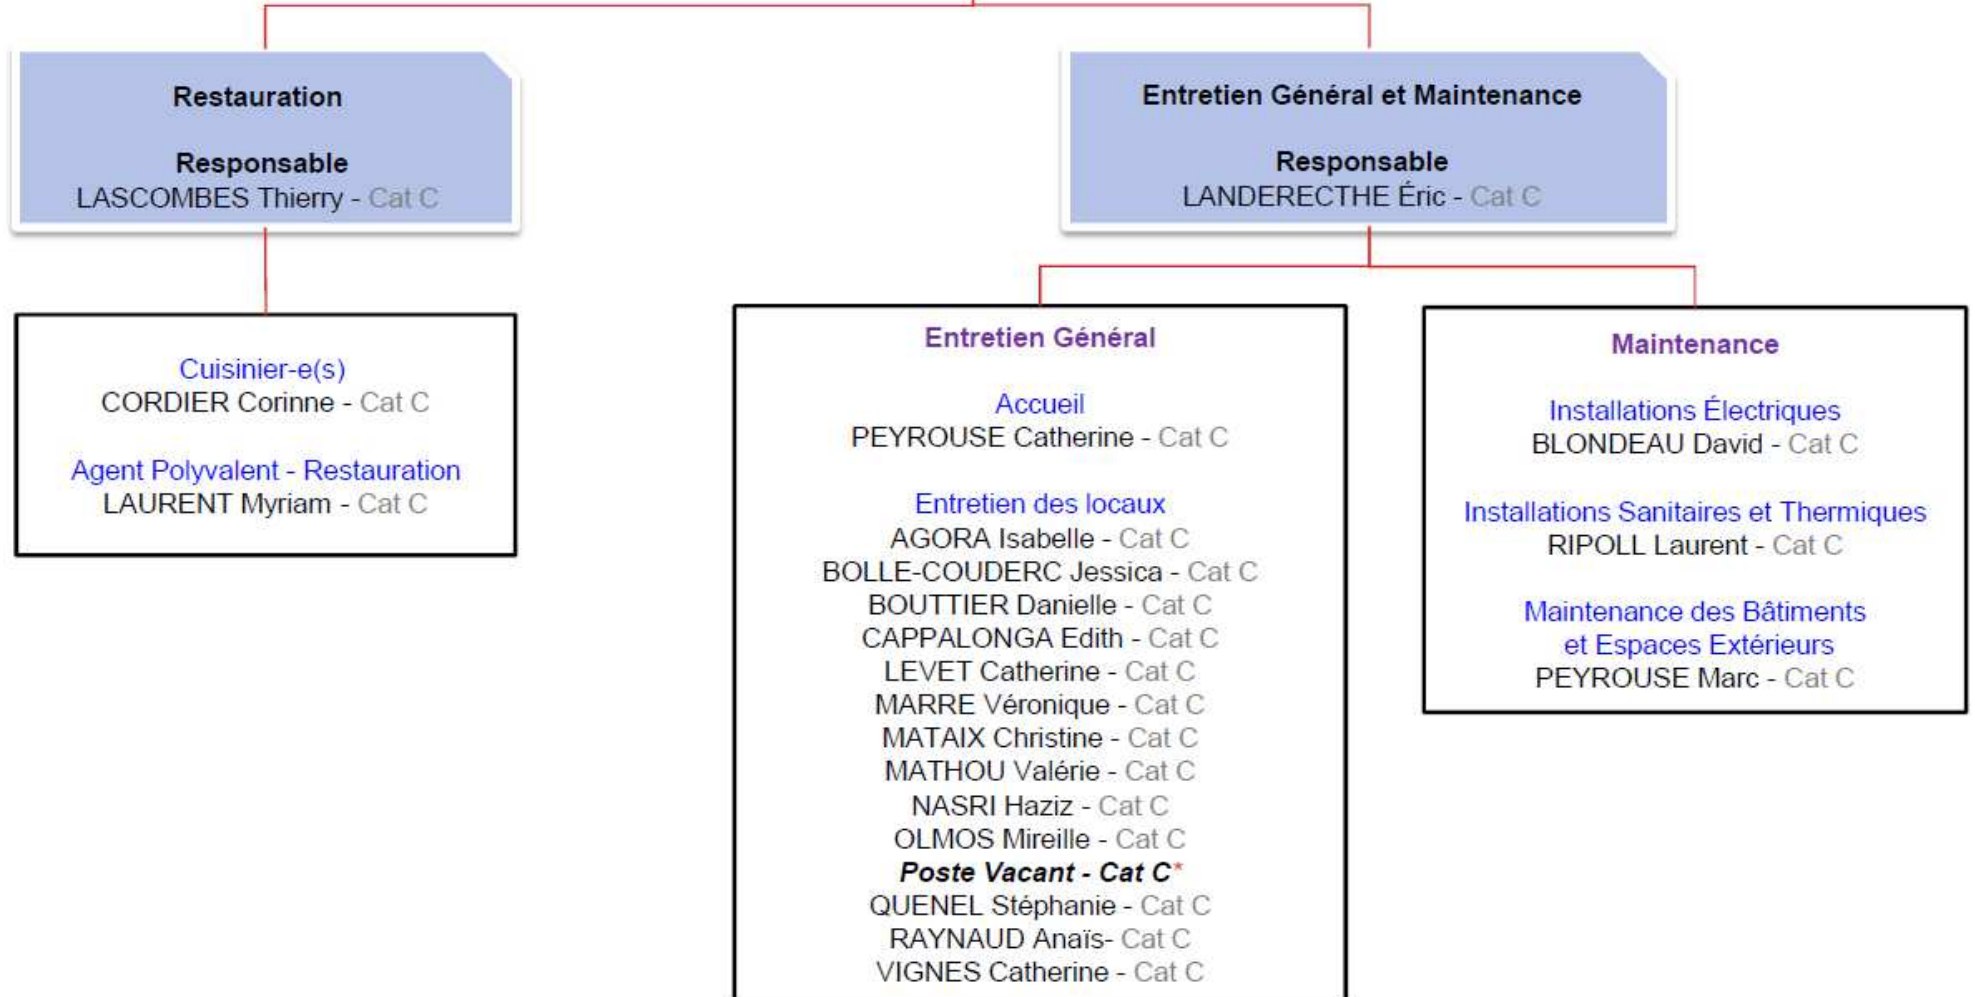 Restauration
Responsable
LASCOMBES Thierry - Cat C
Entretien Général et Maintenance
Responsable
LANDERECTHE Éric - Cat C
Cuisinier-e(s)
CORDIER Corinne - Cat C
Agent Polyvalent - Restauration
LAURENT Myriam - Cat C
Entretien Général
Accueil
PEYROUSE Catherine - Cat C
Entretien des locaux
AGORA Isabelle - Cat C
BOLLE-COUDERC Jessica - Cat C
BOUTTIER Danielle - Cat C
CAPPALONGA Edith - Cat C
LEVET Catherine - Cat C
MARRE Véronique - Cat C
MATAIX Christine - Cat C
MATHOU Valérie - Cat C
NASRI Haziz - Cat C
OLMOS Mireille - Cat C
Poste Vacant - Cat C*
QUENEL Stéphanie - Cat C
RAYNAUD Anaïs- Cat C
VIGNES Catherine - Cat C
Maintenance
Installations Électriques
BLONDEAU David - Cat C
Installations Sanitaires et Thermiques
RIPOLL Laurent - Cat C
Maintenance des Bâtiments
et Espaces Extérieurs
PEYROUSE Marc - Cat C